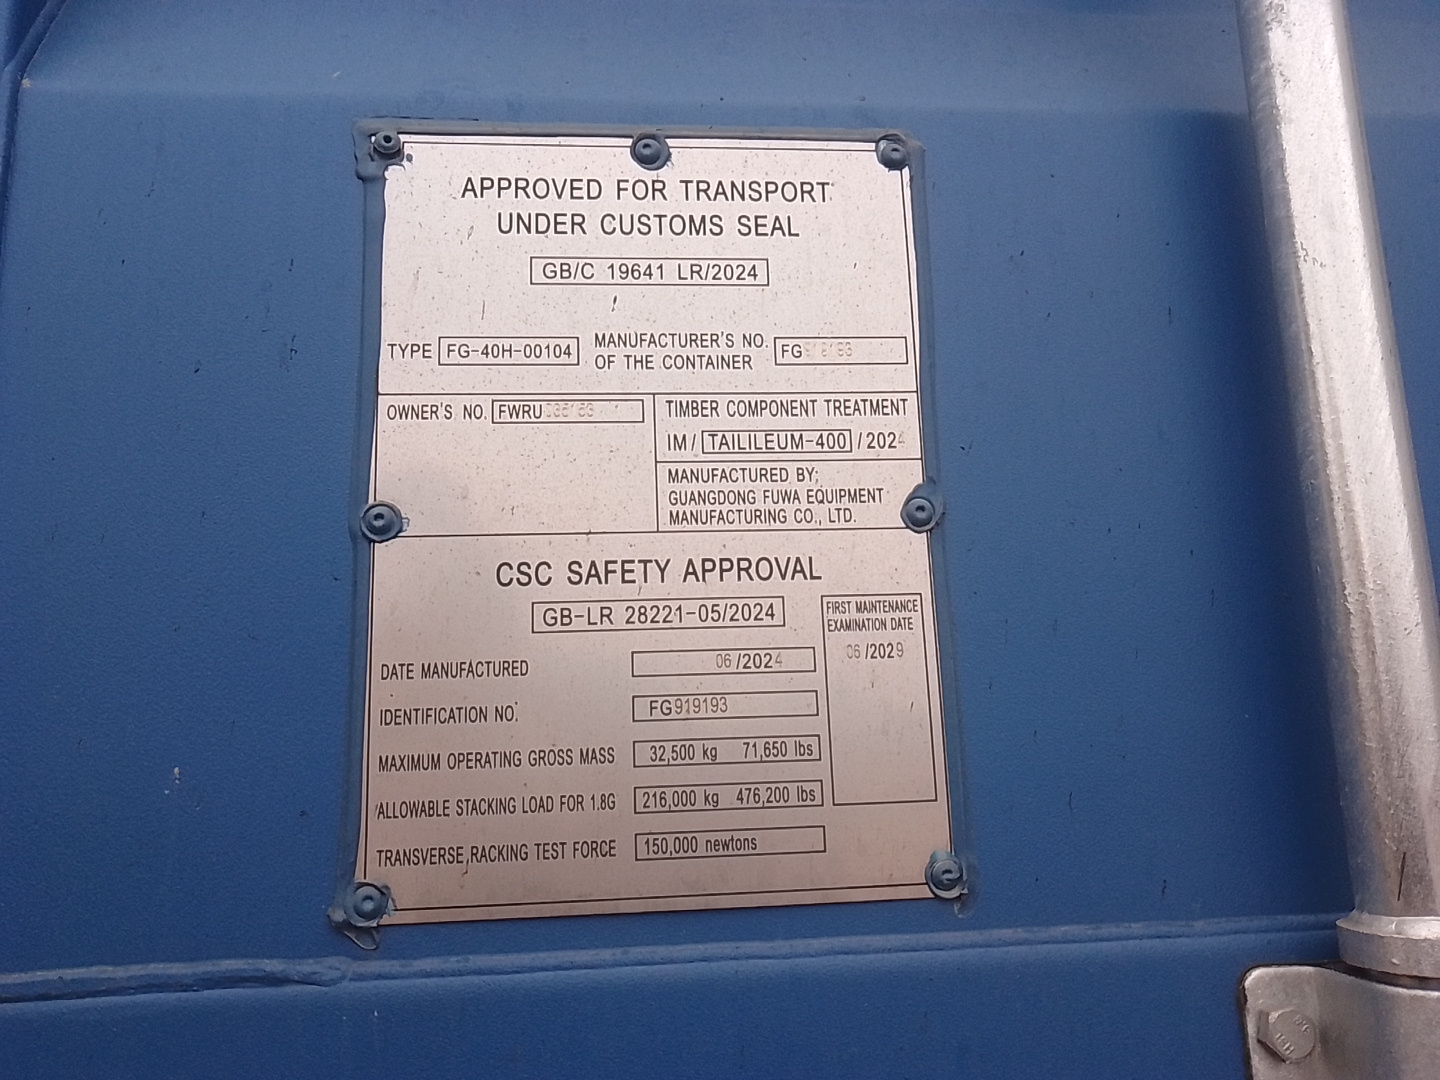 APPROVED FOR TRANSPORT
UNDER CUSTOMS SEAL
GB/C 19641 LR/2024
TYPE FG-40H-00104
MANUFACTURER'S NO.
OF THE CONTAINER
FG
OWNER'S NO. FWRU
TIMBER COMPONENT TREATMENT
IM / TAILILEUM-400 / 2024
MANUFACTURED BY:
GUANGDONG FUWA EQUIPMENT
MANUFACTURING CO., LTD.
CSC SAFETY APPROVAL
GB-LR 28221-05/2024
FIRST MAINTENANCE
EXAMINATION DATE
06 /2029
DATE MANUFACTURED 06 /2024
IDENTIFICATION NO. FG919193
MAXIMUM OPERATING GROSS MASS 32,500 kg 71,650 lbs
ALLOWABLE STACKING LOAD FOR 1.8G 216,000 kg 476,200 lbs
TRANSVERSE RACKING TEST FORCE 150,000 newtons